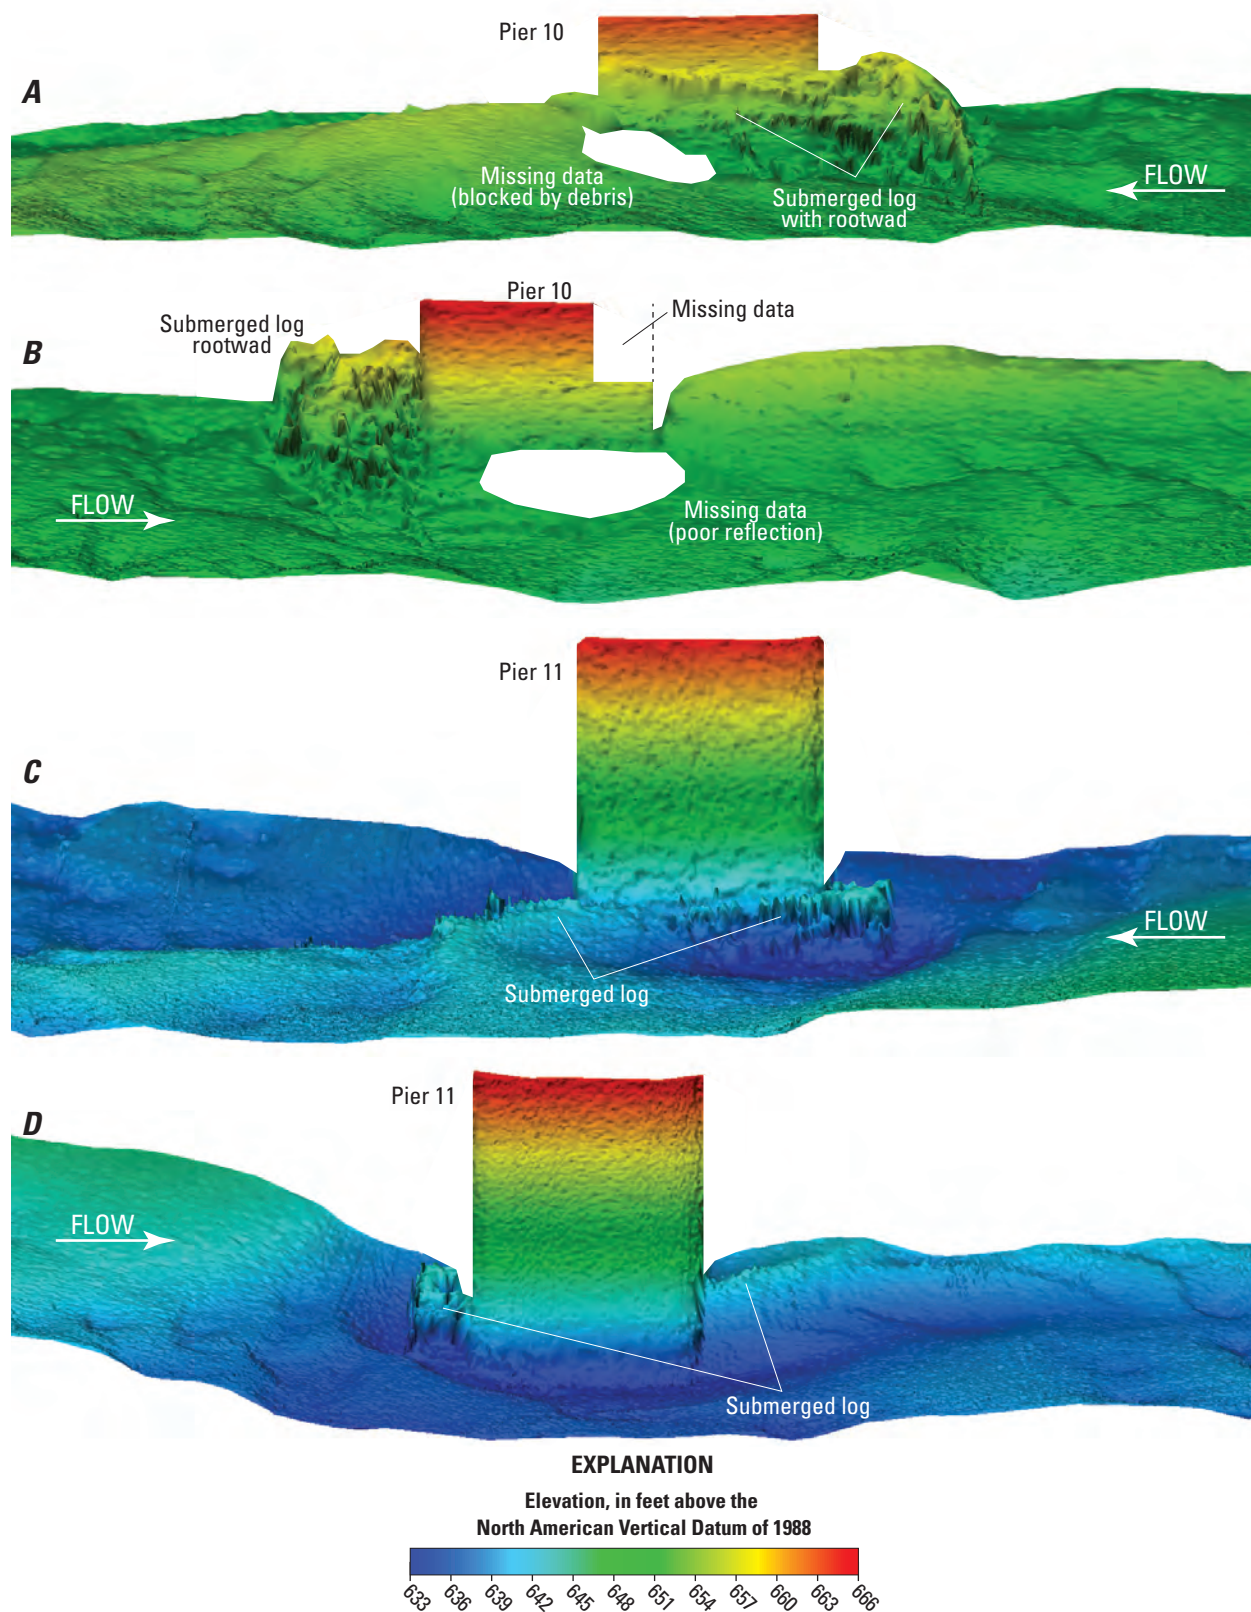 A
Pier 10
Missing data
(blocked by debris)
Submerged log
with rootwad
FLOW
B
Pier 10
Submerged log
rootwad
Missing data
FLOW
Missing data
(poor reflection)
C
Pier 11
FLOW
Submerged log
D
Pier 11
FLOW
Submerged log
EXPLANATION
Elevation, in feet above the
North American Vertical Datum of 1988
633 636 639 642 645 648 651 654 657 660 663 666